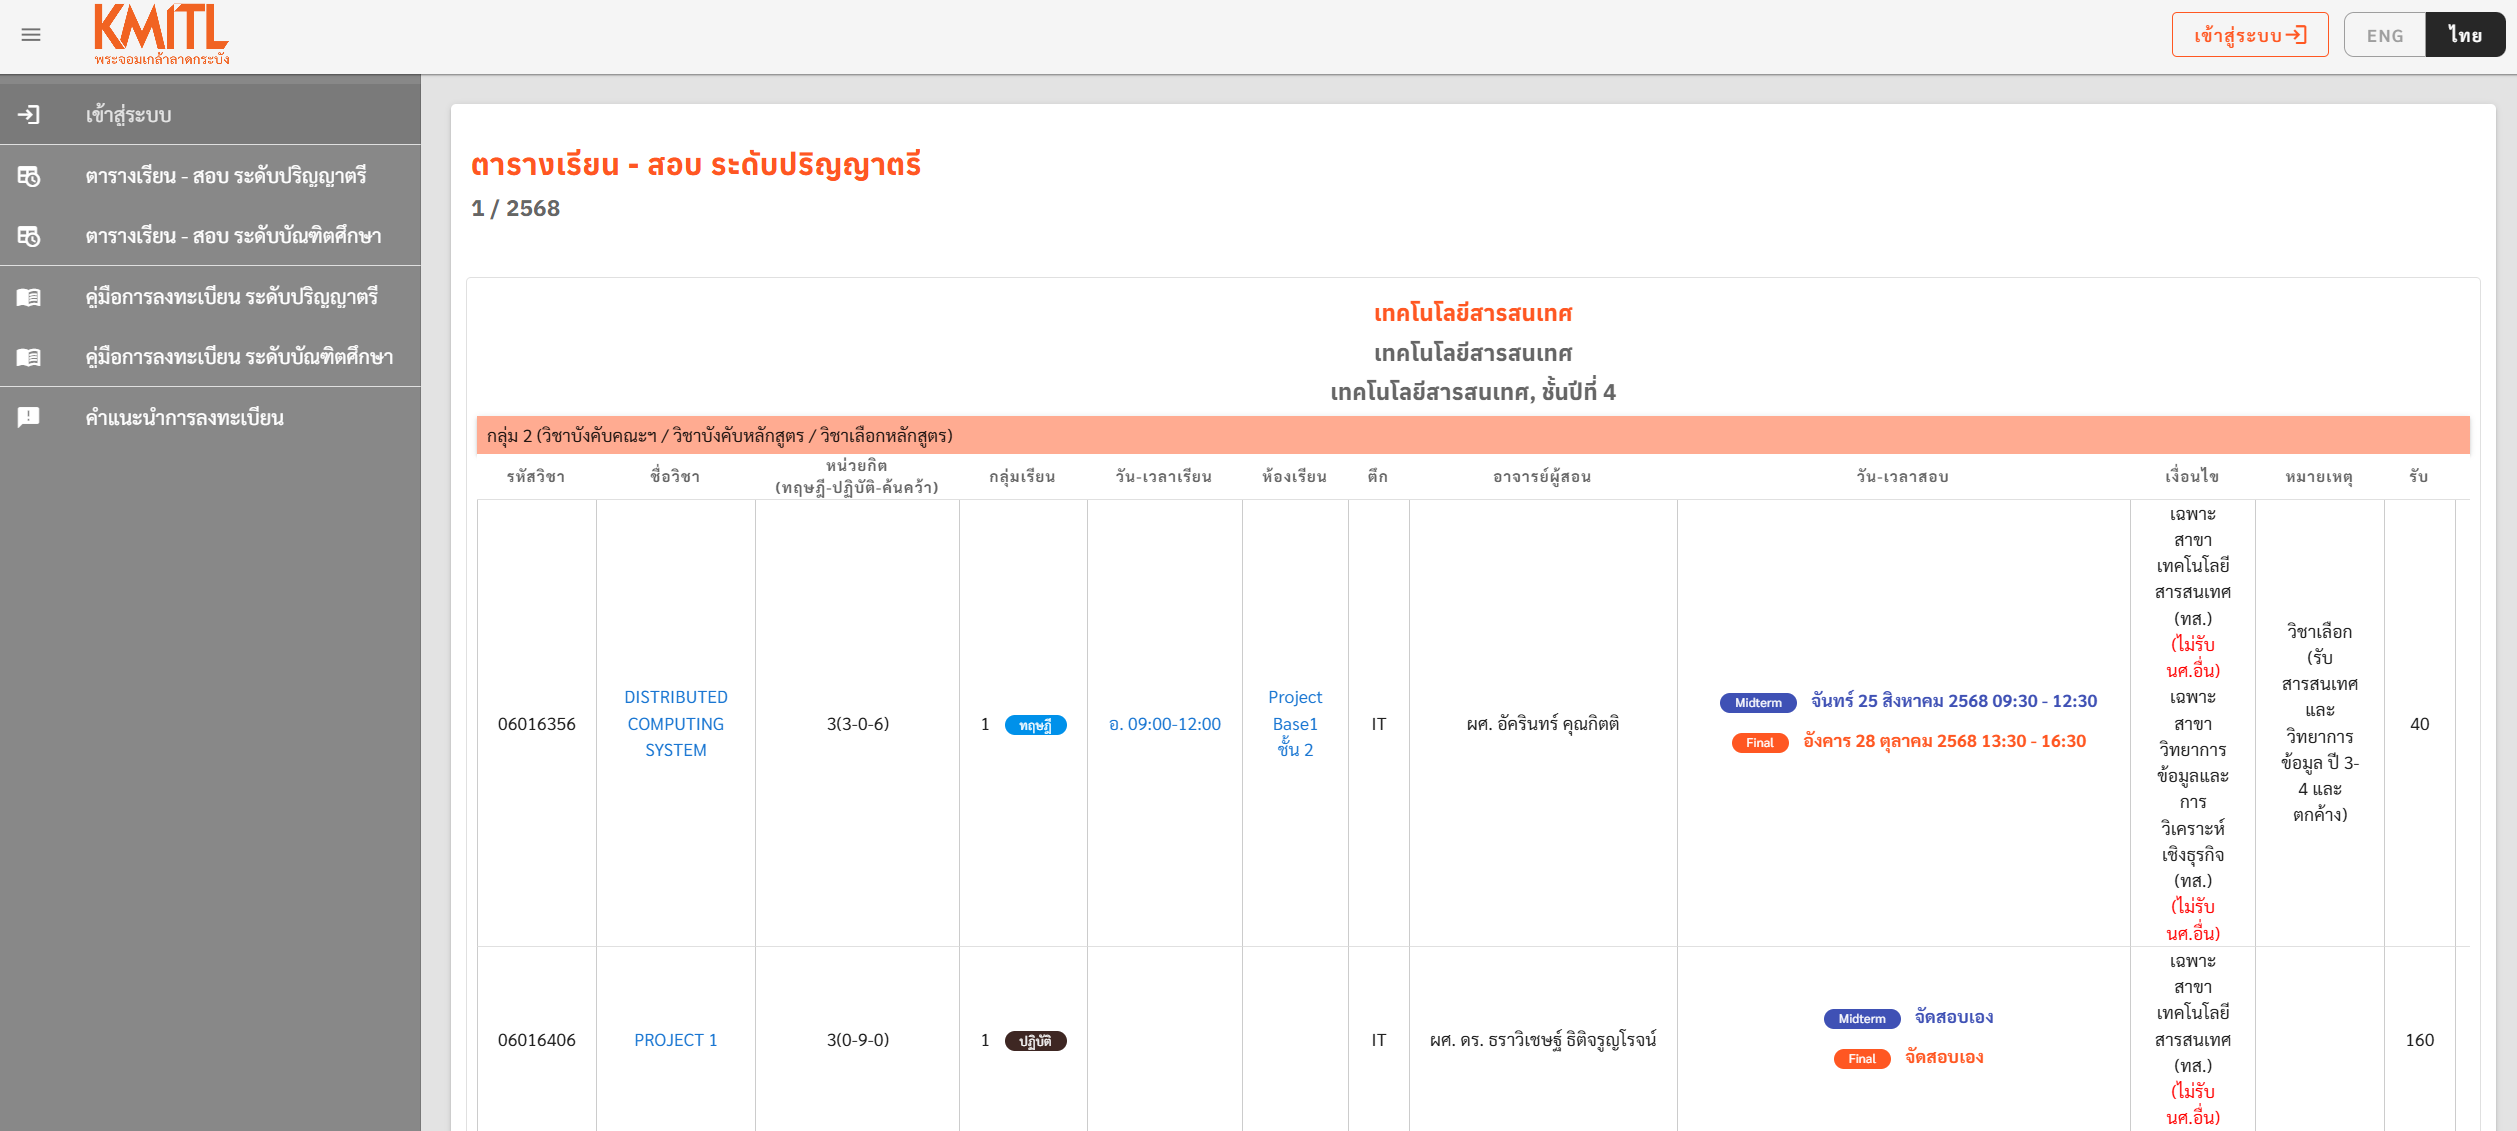 KMITL
พระจอมเกล้าลาดกระบัง
เข้าสู่ระบบ
ENG
ไทย
เข้าสู่ระบบ
ตารางเรียน - สอบ ระดับปริญญาตรี
ตารางเรียน - สอบ ระดับบัณฑิตศึกษา
คู่มือการลงทะเบียน ระดับปริญญาตรี
คู่มือการลงทะเบียน ระดับบัณฑิตศึกษา
คำแนะนำการลงทะเบียน
ตารางเรียน - สอบ ระดับปริญญาตรี
1 / 2568
เทคโนโลยีสารสนเทศ
เทคโนโลยีสารสนเทศ
เทคโนโลยีสารสนเทศ, ชั้นปีที่ 4
กลุ่ม 2 (วิชาบังคับคณะฯ / วิชาบังคับหลักสูตร / วิชาเลือกหลักสูตร)
รหัสวิชา
ชื่อวิชา
หน่วยกิต
(ทฤษฎี-ปฏิบัติ-ค้นคว้า)
กลุ่มเรียน
วัน-เวลาเรียน
ห้องเรียน
ตึก
อาจารย์ผู้สอน
วัน-เวลาสอบ
เงื่อนไข
หมายเหตุ
รับ
06016356
DISTRIBUTED
COMPUTING
SYSTEM
3(3-0-6)
1 ทฤษฎี
อ. 09:00-12:00
Project
Base1
ชั้น 2
IT
ผศ. อัครินทร์ คุณกิตติ
Midterm จันทร์ 25 สิงหาคม 2568 09:30 - 12:30
Final อังคาร 28 ตุลาคม 2568 13:30 - 16:30
เฉพาะ
สาขา
เทคโนโลยี
สารสนเทศ
(ทส.)
(ไม่รับ
นศ.อื่น)
เฉพาะ
สาขา
วิทยาการ
ข้อมูลและ
การ
วิเคราะห์
เชิงธุรกิจ
(ทส.)
(ไม่รับ
นศ.อื่น)
วิชาเลือก
(รับ
สารสนเทศ
และ
วิทยาการ
ข้อมูล ปี 3-
4 และ
ตกค้าง)
40
06016406
PROJECT 1
3(0-9-0)
1 ปฏิบัติ
IT
ผศ. ดร. ธราวิเชษฐ์ ธิติจรูญโรจน์
Midterm จัดสอบเอง
Final จัดสอบเอง
เฉพาะ
สาขา
เทคโนโลยี
สารสนเทศ
(ทส.)
(ไม่รับ
นศ.อื่น)
160